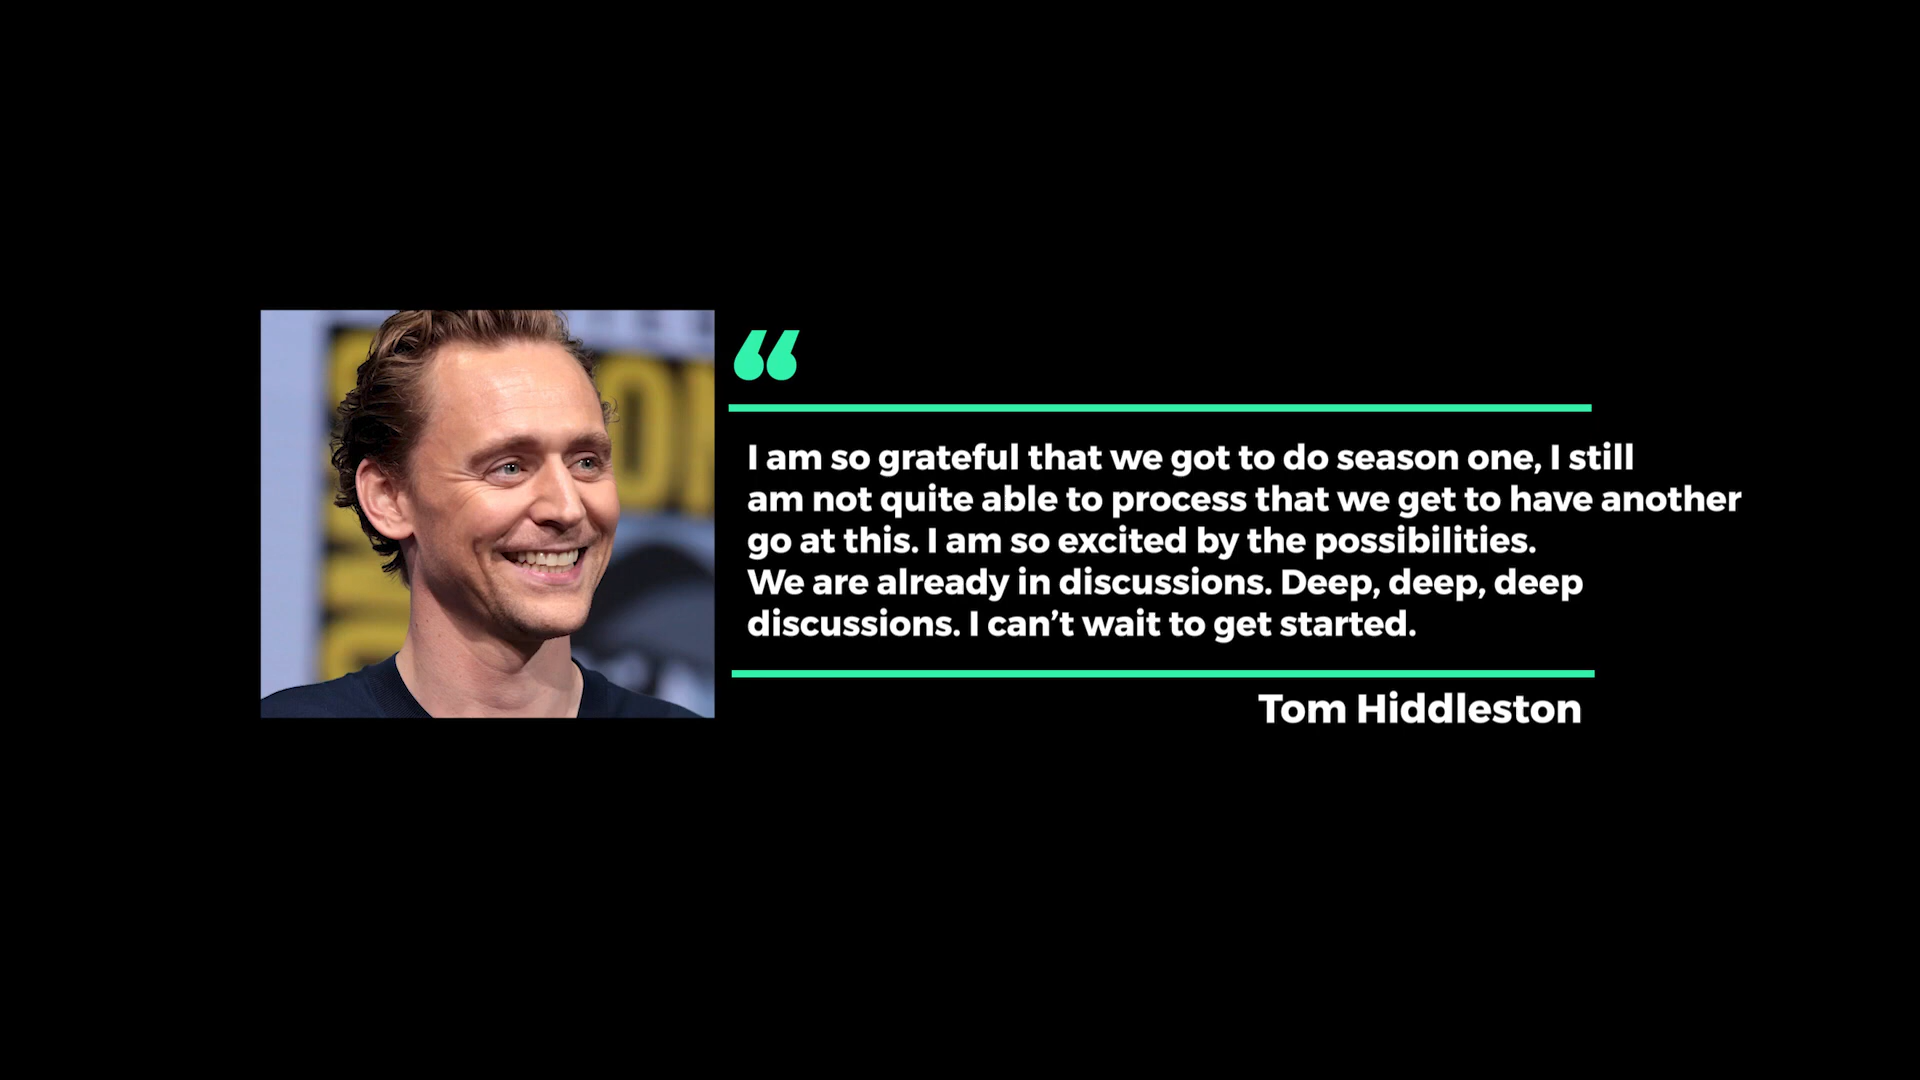 “
I am so grateful that we got to do season one, I still
am not quite able to process that we get to have another
go at this. I am so excited by the possibilities.
We are already in discussions. Deep, deep, deep
discussions. I can’t wait to get started.
Tom Hiddleston